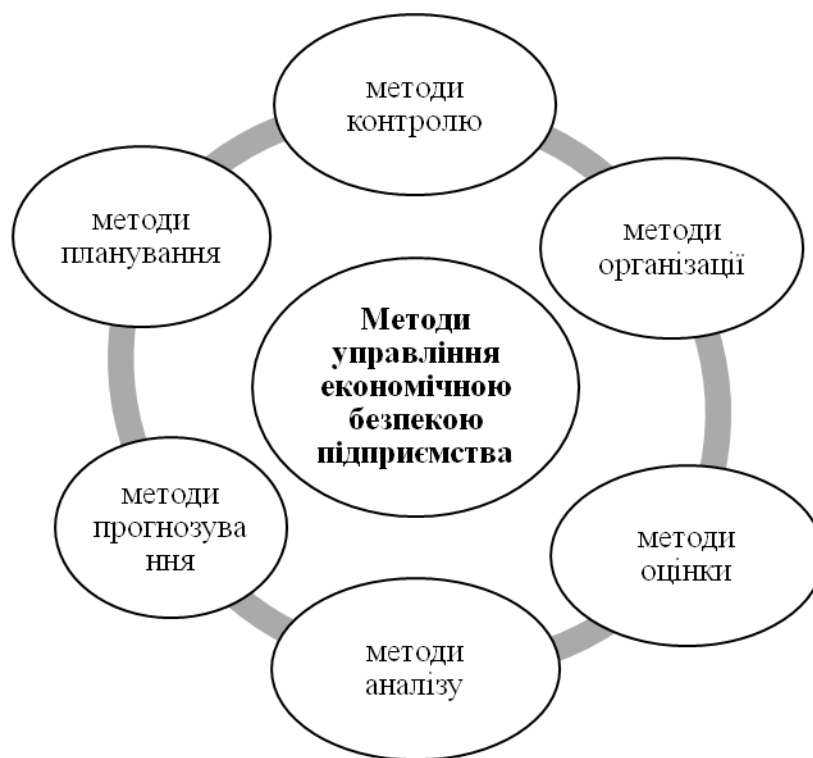 методи
контролю
методи
організації
методи
оцінки
методи
аналізу
методи
прогнозува
ння
методи
планування
Методи
управління
економічною
безпекою
підприємства